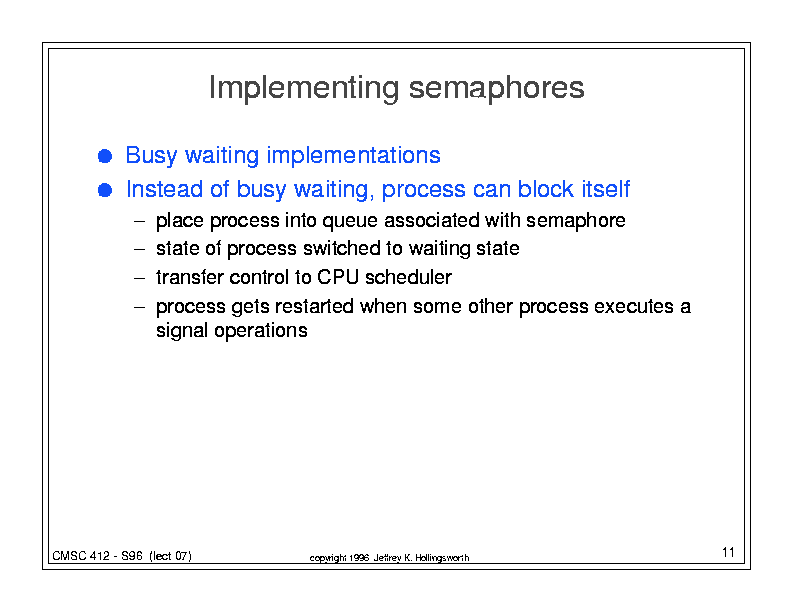 Implementing semaphores
● Busy waiting implementations
● Instead of busy waiting, process can block itself
– place process into queue associated with semaphore
– state of process switched to waiting state
– transfer control to CPU scheduler
– process gets restarted when some other process executes a
signal operations
CMSC 412 - S96 (lect 07)
copyright 1996 Jeffrey K. Hollingsworth
11